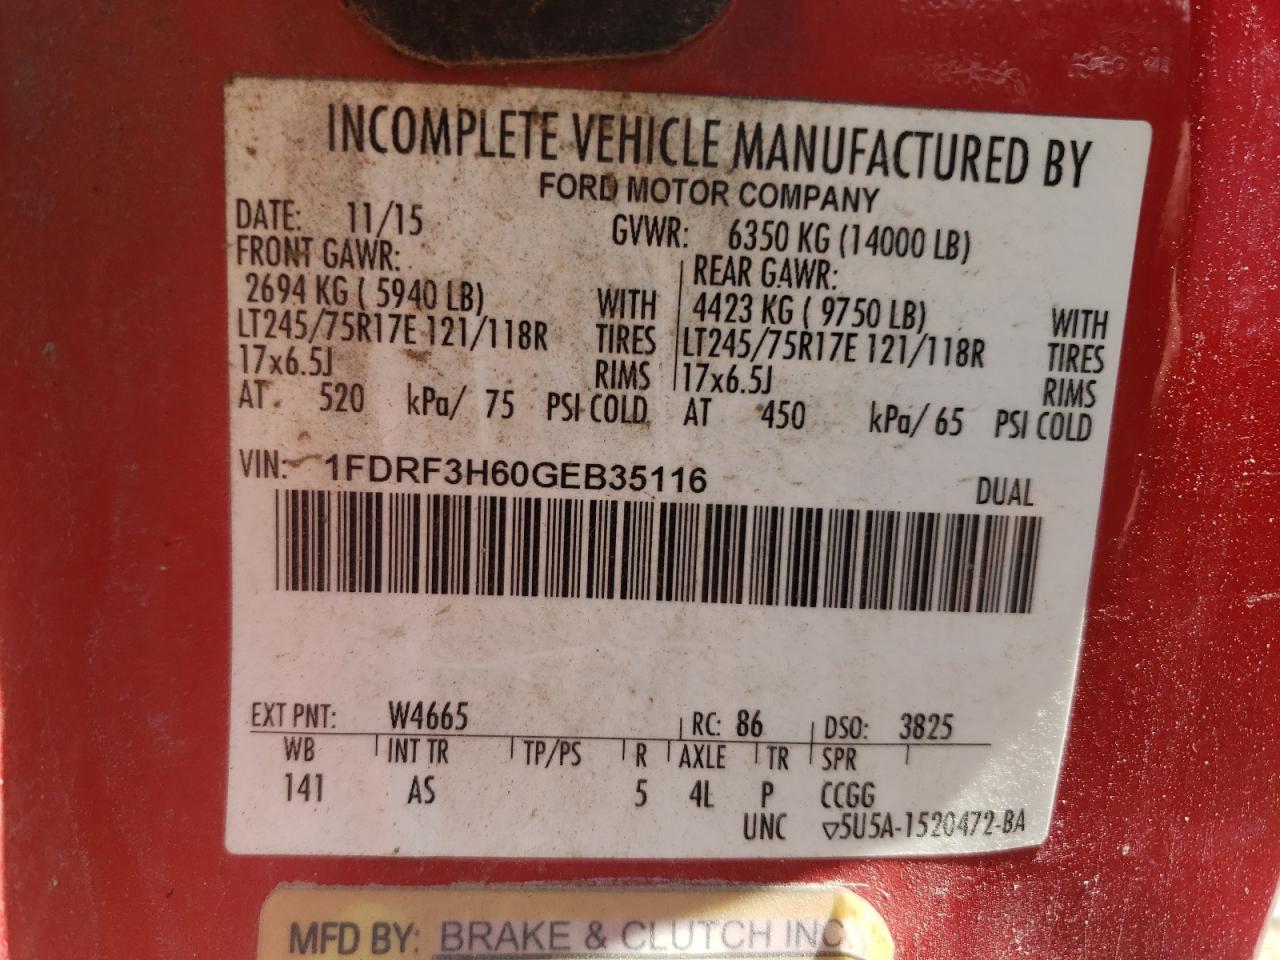 INCOMPLETE VEHICLE MANUFACTURED BY
FORD MOTOR COMPANY
DATE: 11/15 GVWR: 6350 KG (14000 LB)
FRONT GAWR: REAR GAWR:
2694 KG ( 5940 LB) WITH 4423 KG ( 9750 LB) WITH
LT245/75R17E 121/118R TIRES LT245/75R17E 121/118R TIRES
17x6.5J RIMS 17x6.5J RIMS
AT 520 kPa/ 75 PSI COLD AT 450 kPa/ 65 PSI COLD
VIN: 1FDRF3H60GEB35116 DUAL
EXT PNT: W4665 RC: 86 DSO: 3825
WB INT TR TP/PS R AXLE TR SPR
141 AS 5 4L P CCGG
UNC ▽5U5A-1520472-BA
MFD BY: BRAKE & CLUTCH INC.